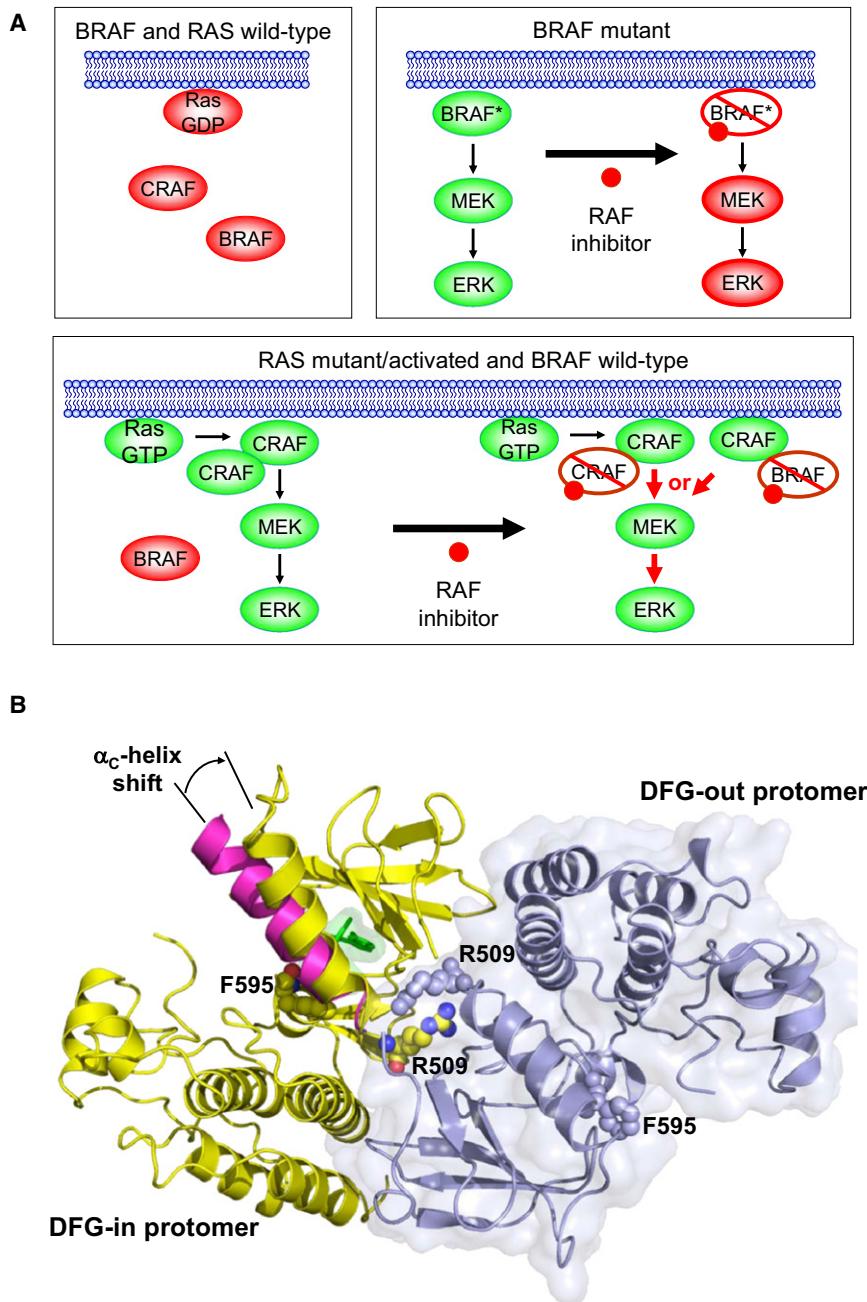 A
BRAF and RAS wild-type
Ras
GDP
CRAF
BRAF
BRAF mutant
BRAF*
MEK
ERK
RAF
inhibitor
BRAF*
MEK
ERK
RAS mutant/activated and BRAF wild-type
Ras
GTP
CRAF
CRAF
MEK
ERK
BRAF
RAF
inhibitor
Ras
GTP
CRAF
CRAF
CRAF
BRAF
or
MEK
ERK
B
αC-helix
shift
DFG-out protomer
R509
F595
R509
F595
DFG-in protomer